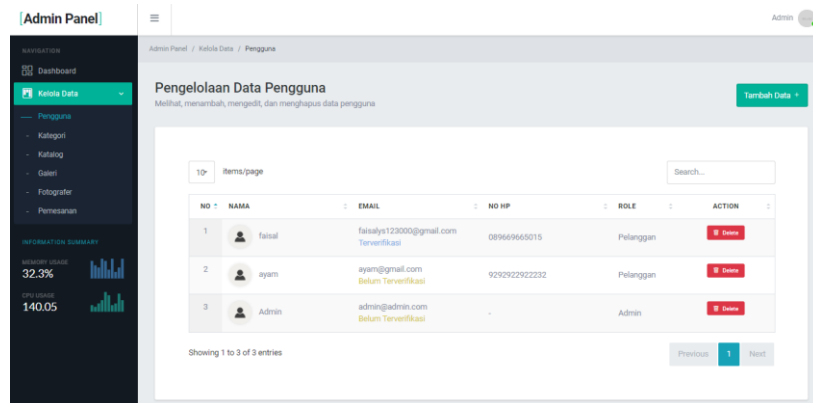 [Admin Panel]
Admin
NAVIGATION
Dashboard
Kelola Data
Pengguna
Kategori
Katalog
Galeri
Fotografer
Pemesanan
INFORMATION SUMMARY
MEMORY USAGE
32.3%
CPU USAGE
140.05
Admin Panel / Kelola Data / Pengguna
Pengelolaan Data Pengguna
Melihat, menambah, mengedit, dan menghapus data pengguna
Tambah Data +
10 items/page
Search...
NO NAMA EMAIL NO HP ROLE ACTION
1 faisal faisalys123000@gmail.com 089669665015 Pelanggan Delete
Terverifikasi
2 ayam ayam@gmail.com 9292922922232 Pelanggan Delete
Belum Terverifikasi
3 Admin admin@admin.com - Admin Delete
Belum Terverifikasi
Showing 1 to 3 of 3 entries
Previous 1 Next